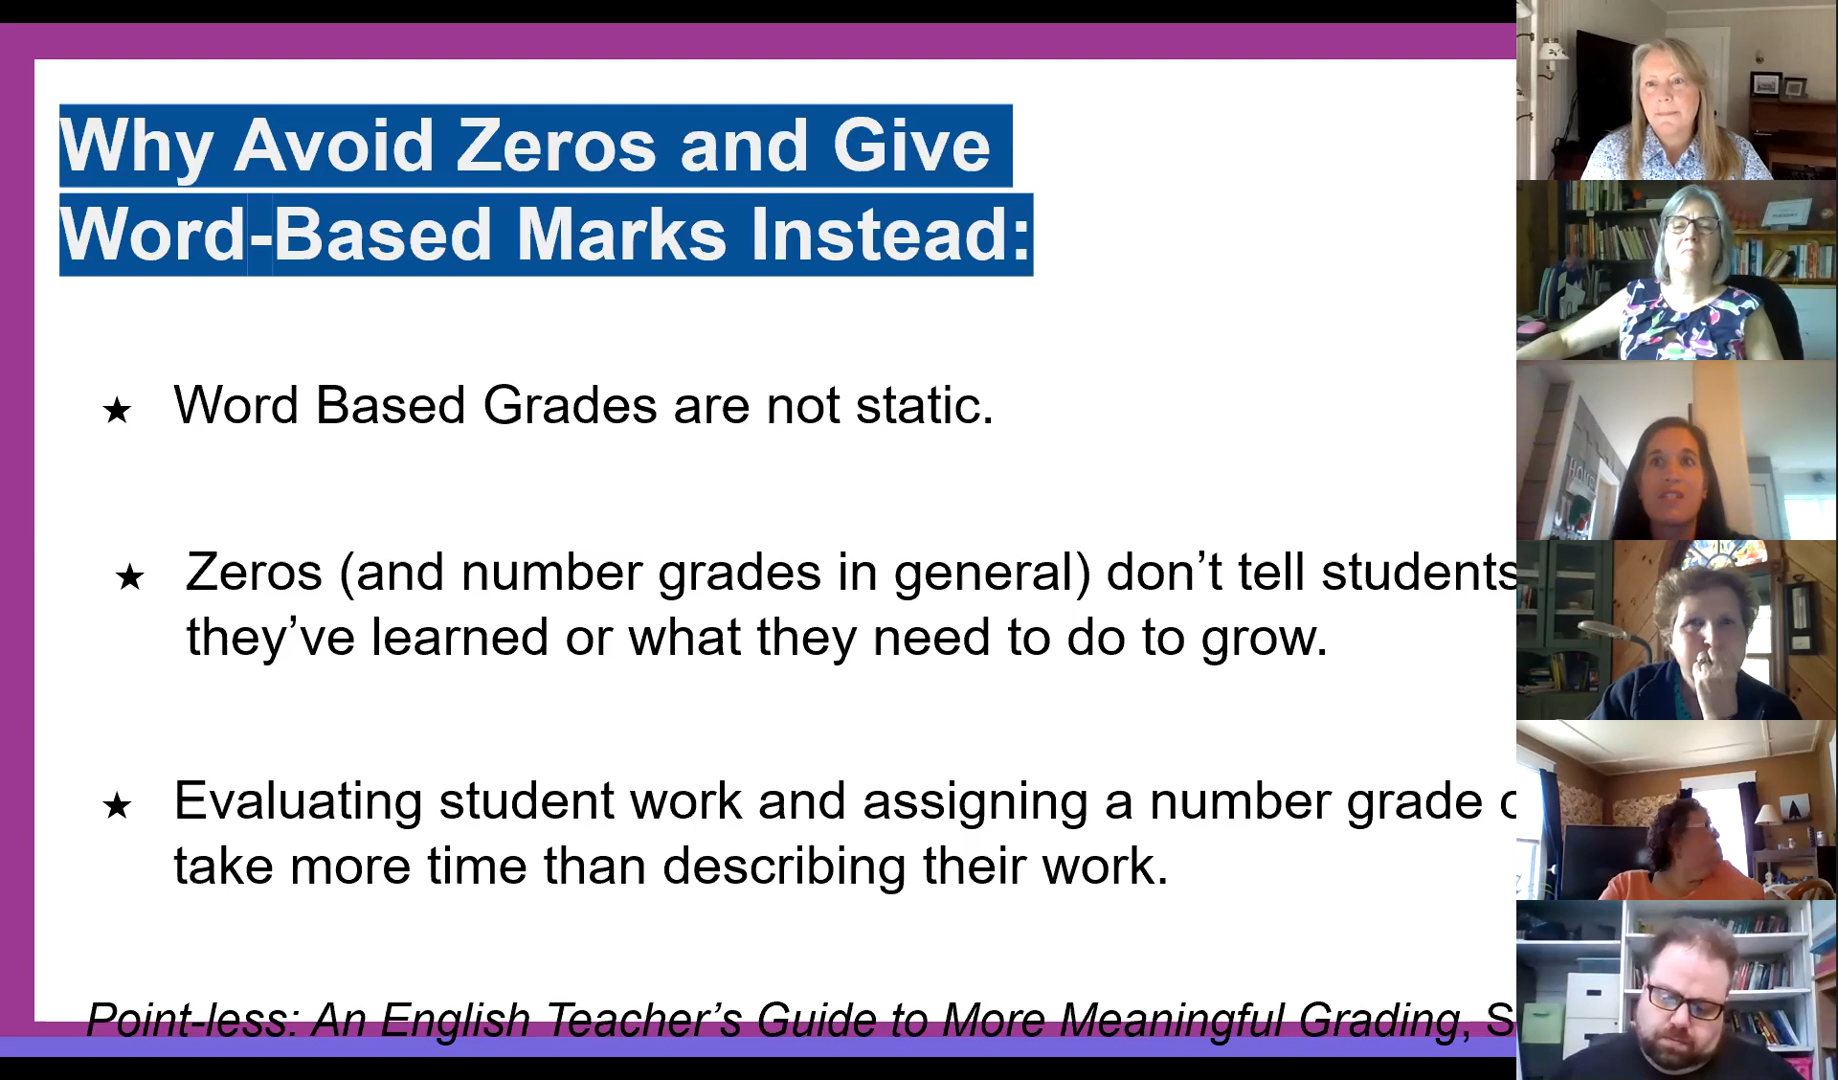 Why Avoid Zeros and Give
Word-Based Marks Instead:
★ Word Based Grades are not static.
★ Zeros (and number grades in general) don’t tell students
they’ve learned or what they need to do to grow.
★ Evaluating student work and assigning a number grade
take more time than describing their work.
Point-less: An English Teacher’s Guide to More Meaningful Grading, S